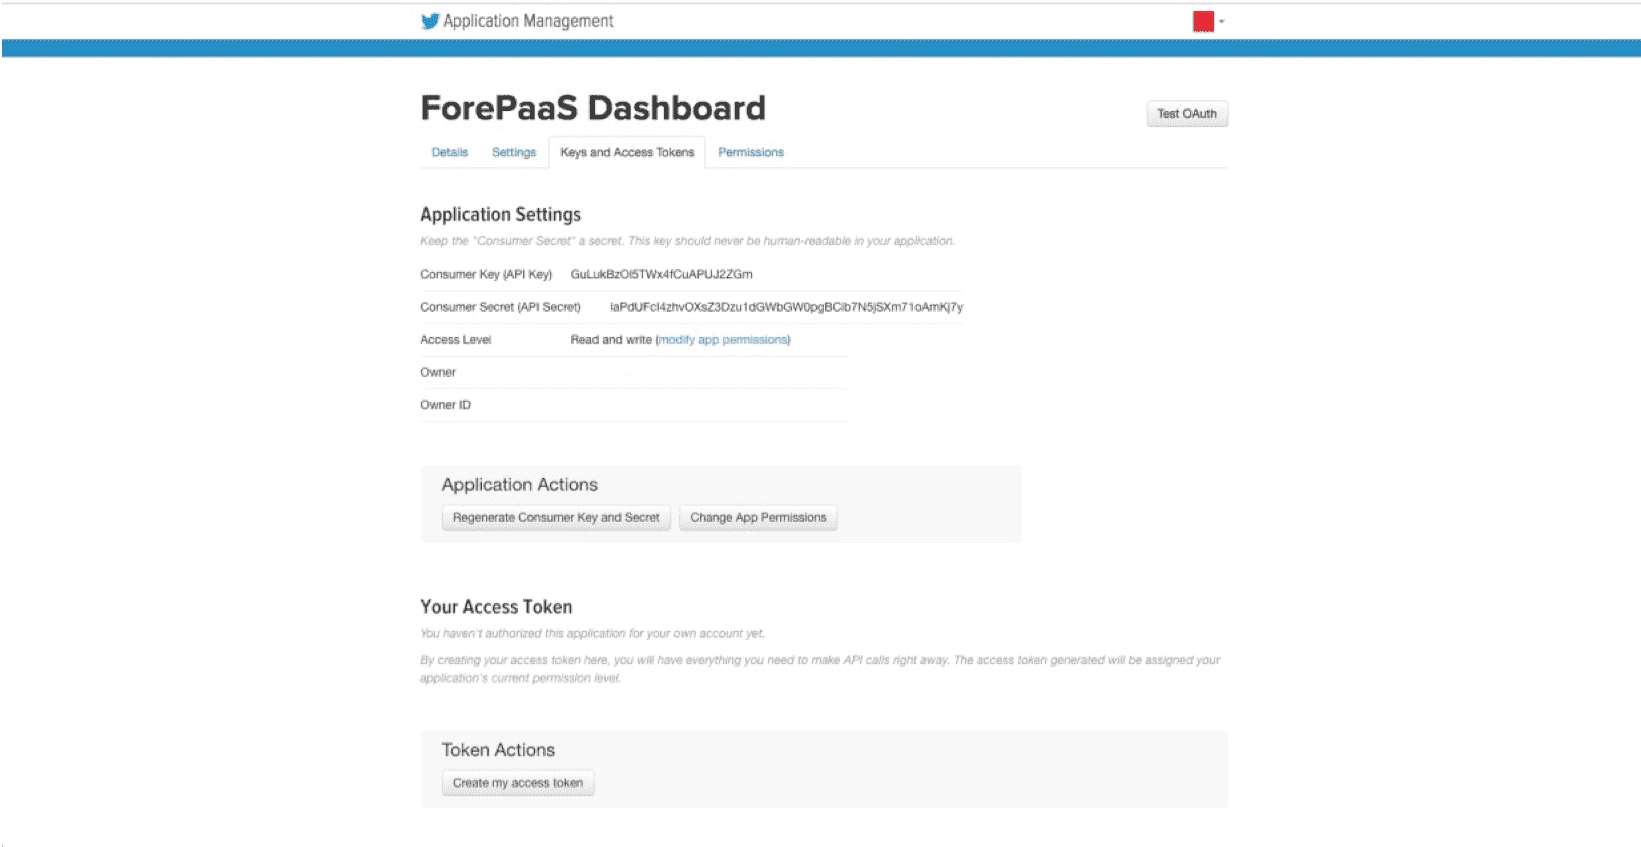 Application Management
ForePaaS Dashboard
Test OAuth
Details Settings Keys and Access Tokens Permissions
Application Settings
Keep the "Consumer Secret" a secret. This key should never be human-readable in your application.
Consumer Key (API Key)
Consumer Secret (API Secret)
Access Level Read and write (modify app permissions)
Owner
Owner ID
Application Actions
Regenerate Consumer Key and Secret Change App Permissions
Your Access Token
You haven't authorized this application for your own account yet.
By creating your access token here, you will have everything you need to make API calls right away. The access token generated will be assigned your
application's current permission level.
Token Actions
Create my access token